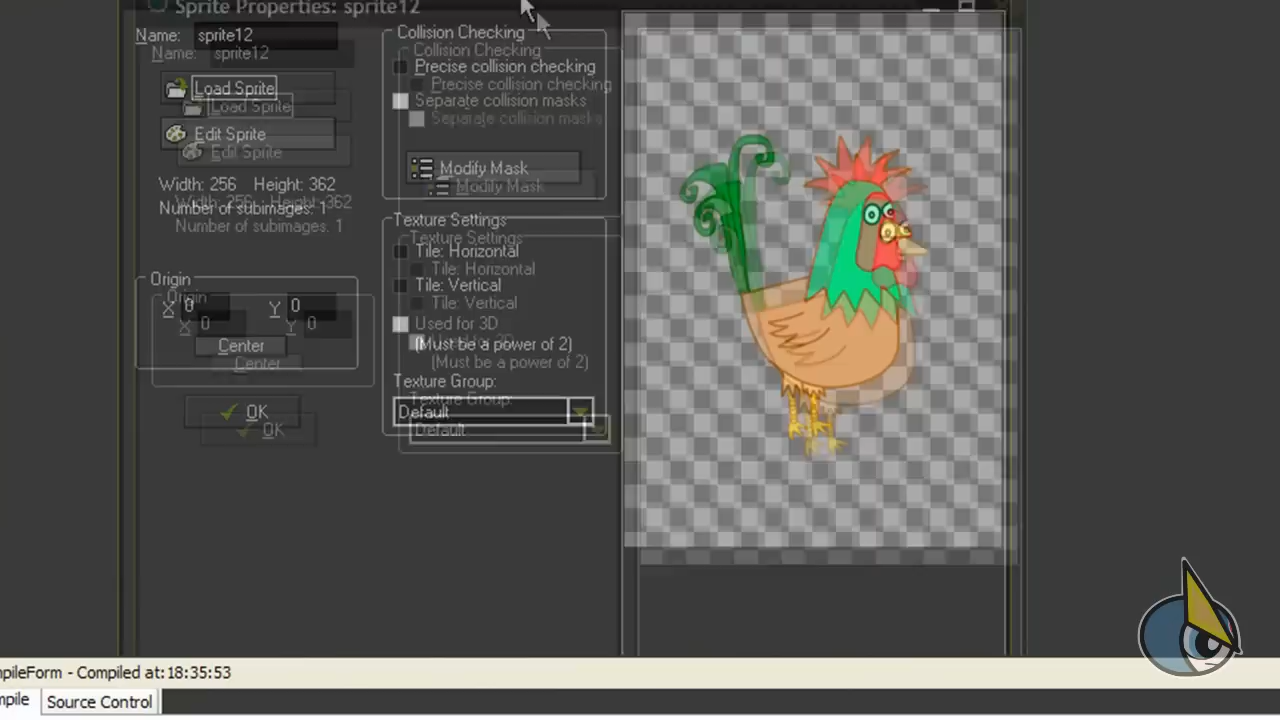 Sprite Properties: sprite12
Name: sprite12
Name: sprite12
Load Sprite
Load Sprite
Edit Sprite
Edit Sprite
Width: 256 Height: 362
Width: 256 Height: 362
Number of subimages: 1
Number of subimages: 1
Origin
Origin
X 0 Y 0
X 0 Y 0
Center
Center
OK
OK
Collision Checking
Collision Checking
Precise collision checking
Precise collision checking
Separate collision masks
Separate collision masks
Modify Mask
Modify Mask
Texture Settings
Texture Settings
Tile: Horizontal
Tile: Horizontal
Tile: Vertical
Tile: Vertical
Used for 3D
(Must be a power of 2)
(Must be a power of 2)
Texture Group:
Texture Group:
Default
Default
mpileForm - Compiled at: 18:35:53
mpile Source Control